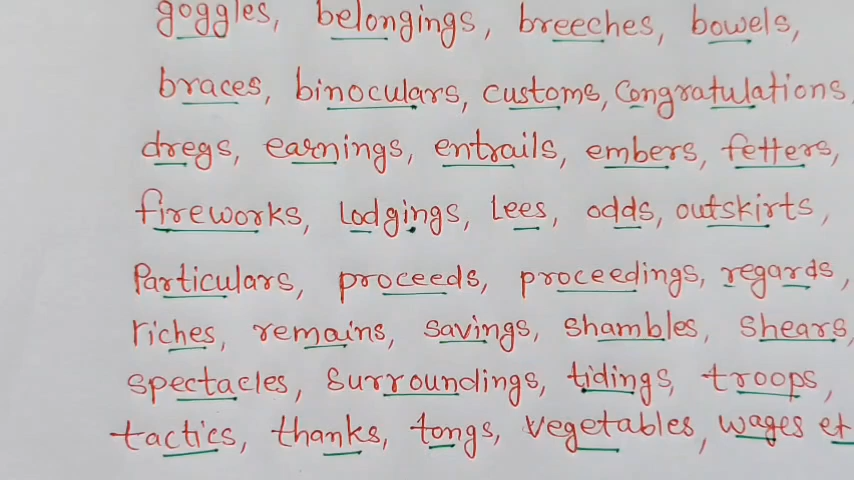 goggles, belongings, breeches, bowels,
braces, binoculars, customs, Congratulations,
dregs, earnings, entrails, embers, fetters,
fireworks, lodgings, Lees, odds, outskirts,
Particulars, proceeds, proceedings, regards,
riches, remains, savings, shambles, shears,
spectacles, surroundings, tidings, troops,
tactics, thanks, tongs, vegetables, wages et